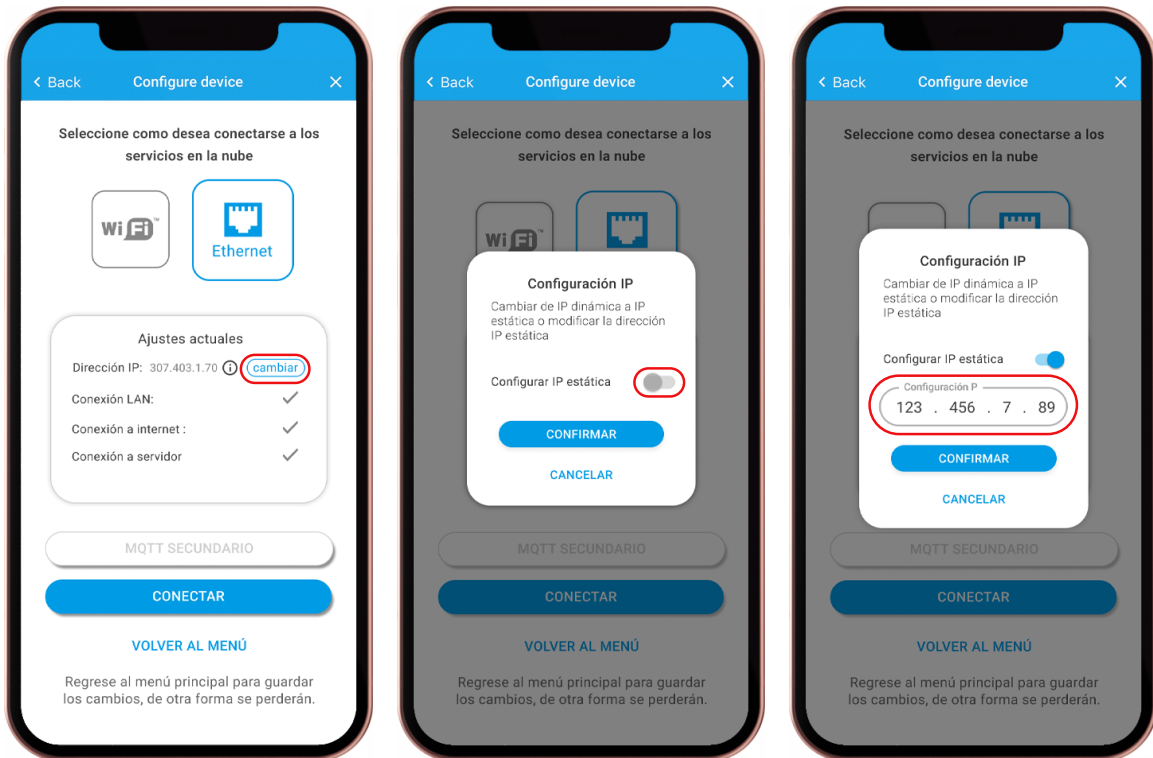 Back Configure device
Seleccione como desea conectarse a los
servicios en la nube
Wi Fi ™
Ethernet
Ajustes actuales
Dirección IP: 307.403.1.70 cambiar
Conexión LAN:
Conexión a internet :
Conexión a servidor
MQTT SECUNDARIO
CONECTAR
VOLVER AL MENÚ
Regrese al menú principal para guardar
los cambios, de otra forma se perderán.
Back Configure device
Seleccione como desea conectarse a los
servicios en la nube
Wi Fi ™
Configuración IP
Cambiar de IP dinámica a IP
estática o modificar la dirección
IP estática
Configurar IP estática
CONFIRMAR
CANCELAR
MQTT SECUNDARIO
CONECTAR
VOLVER AL MENÚ
Regrese al menú principal para guardar
los cambios, de otra forma se perderán.
Back Configure device
Seleccione como desea conectarse a los
servicios en la nube
Configuración IP
Cambiar de IP dinámica a IP
estática o modificar la dirección
IP estática
Configurar IP estática
Configuración P
123 . 456 . 7 . 89
CONFIRMAR
CANCELAR
MQTT SECUNDARIO
CONECTAR
VOLVER AL MENÚ
Regrese al menú principal para guardar
los cambios, de otra forma se perderán.